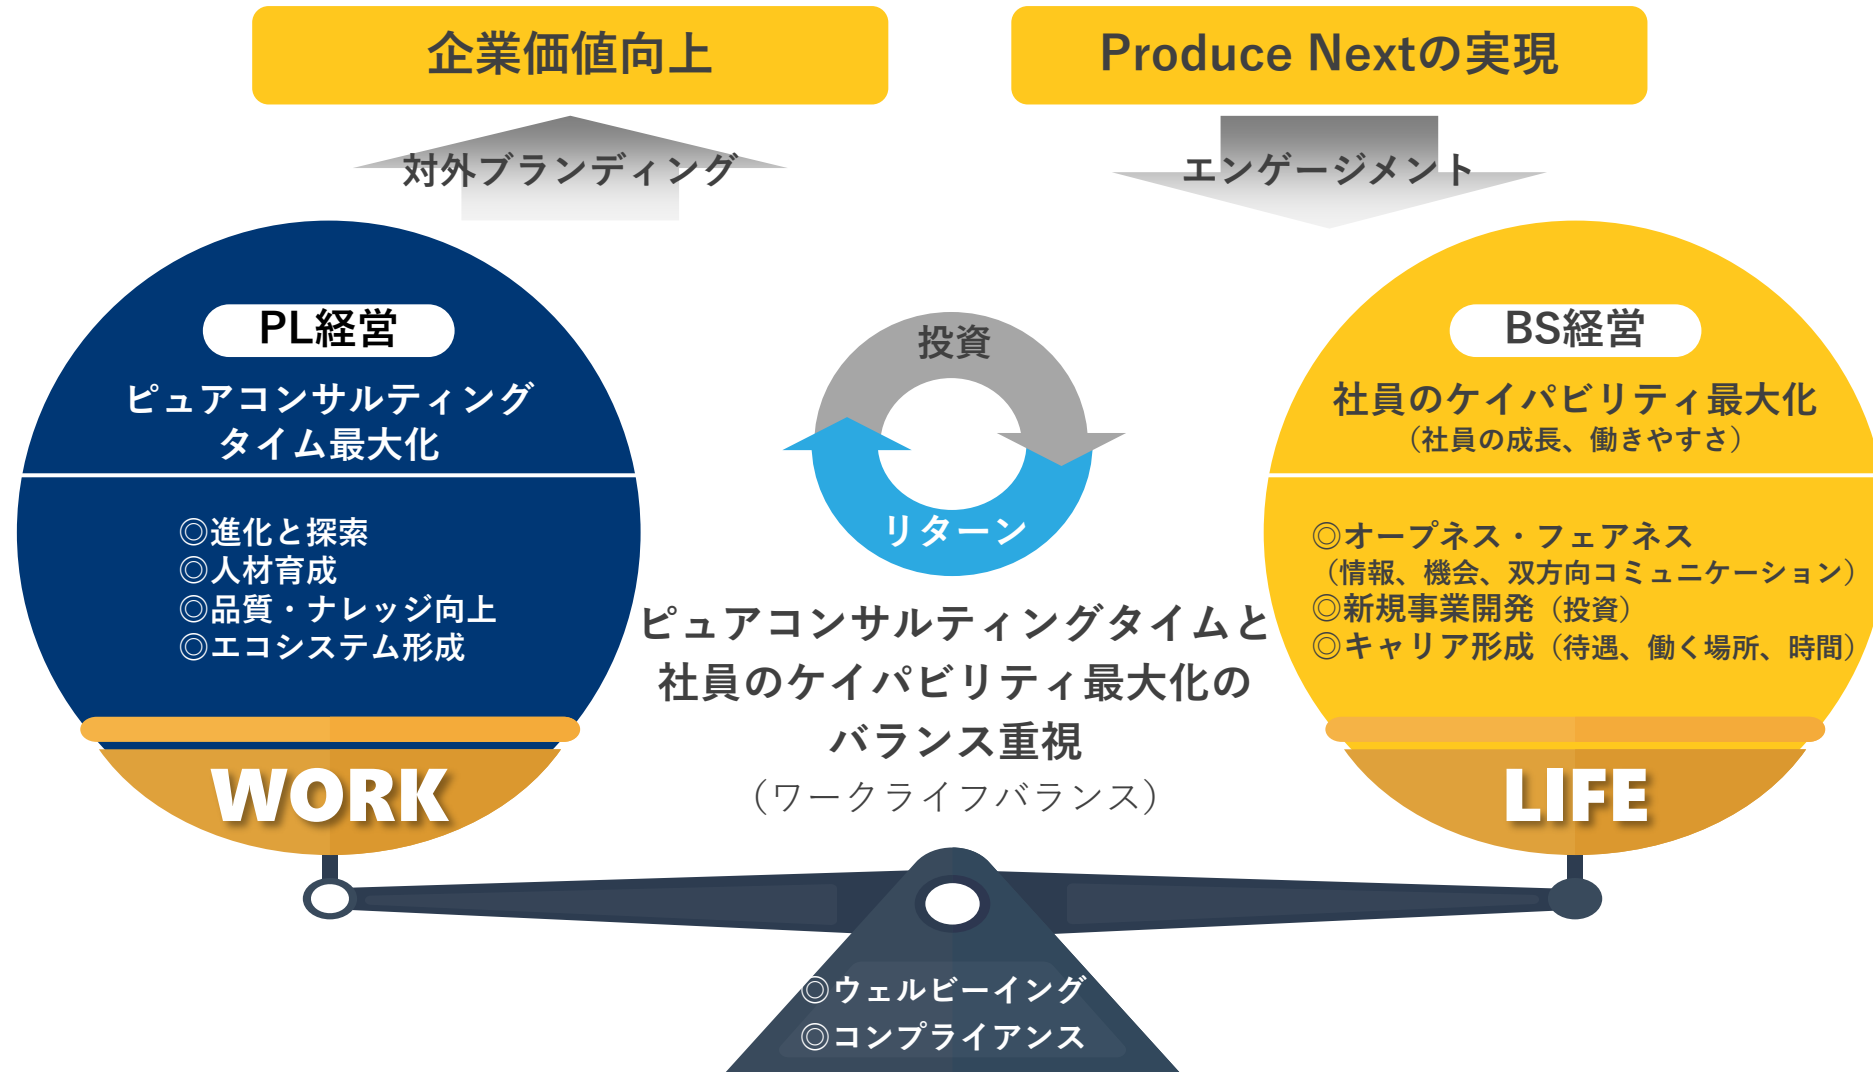 企業価値向上
Produce Nextの実現
対外ブランディング
エンゲージメント
PL経営
ピュアコンサルティング
タイム最大化
◎進化と探索
◎人材育成
◎品質・ナレッジ向上
◎エコシステム形成
WORK
投資
リターン
ピュアコンサルティングタイムと
社員のケイパビリティ最大化の
バランス重視
（ワークライフバランス）
BS経営
社員のケイパビリティ最大化
（社員の成長、働きやすさ）
◎オープネス・フェアネス
（情報、機会、双方向コミュニケーション）
◎新規事業開発（投資）
◎キャリア形成（待遇、働く場所、時間）
LIFE
◎ウェルビーイング
◎コンプライアンス